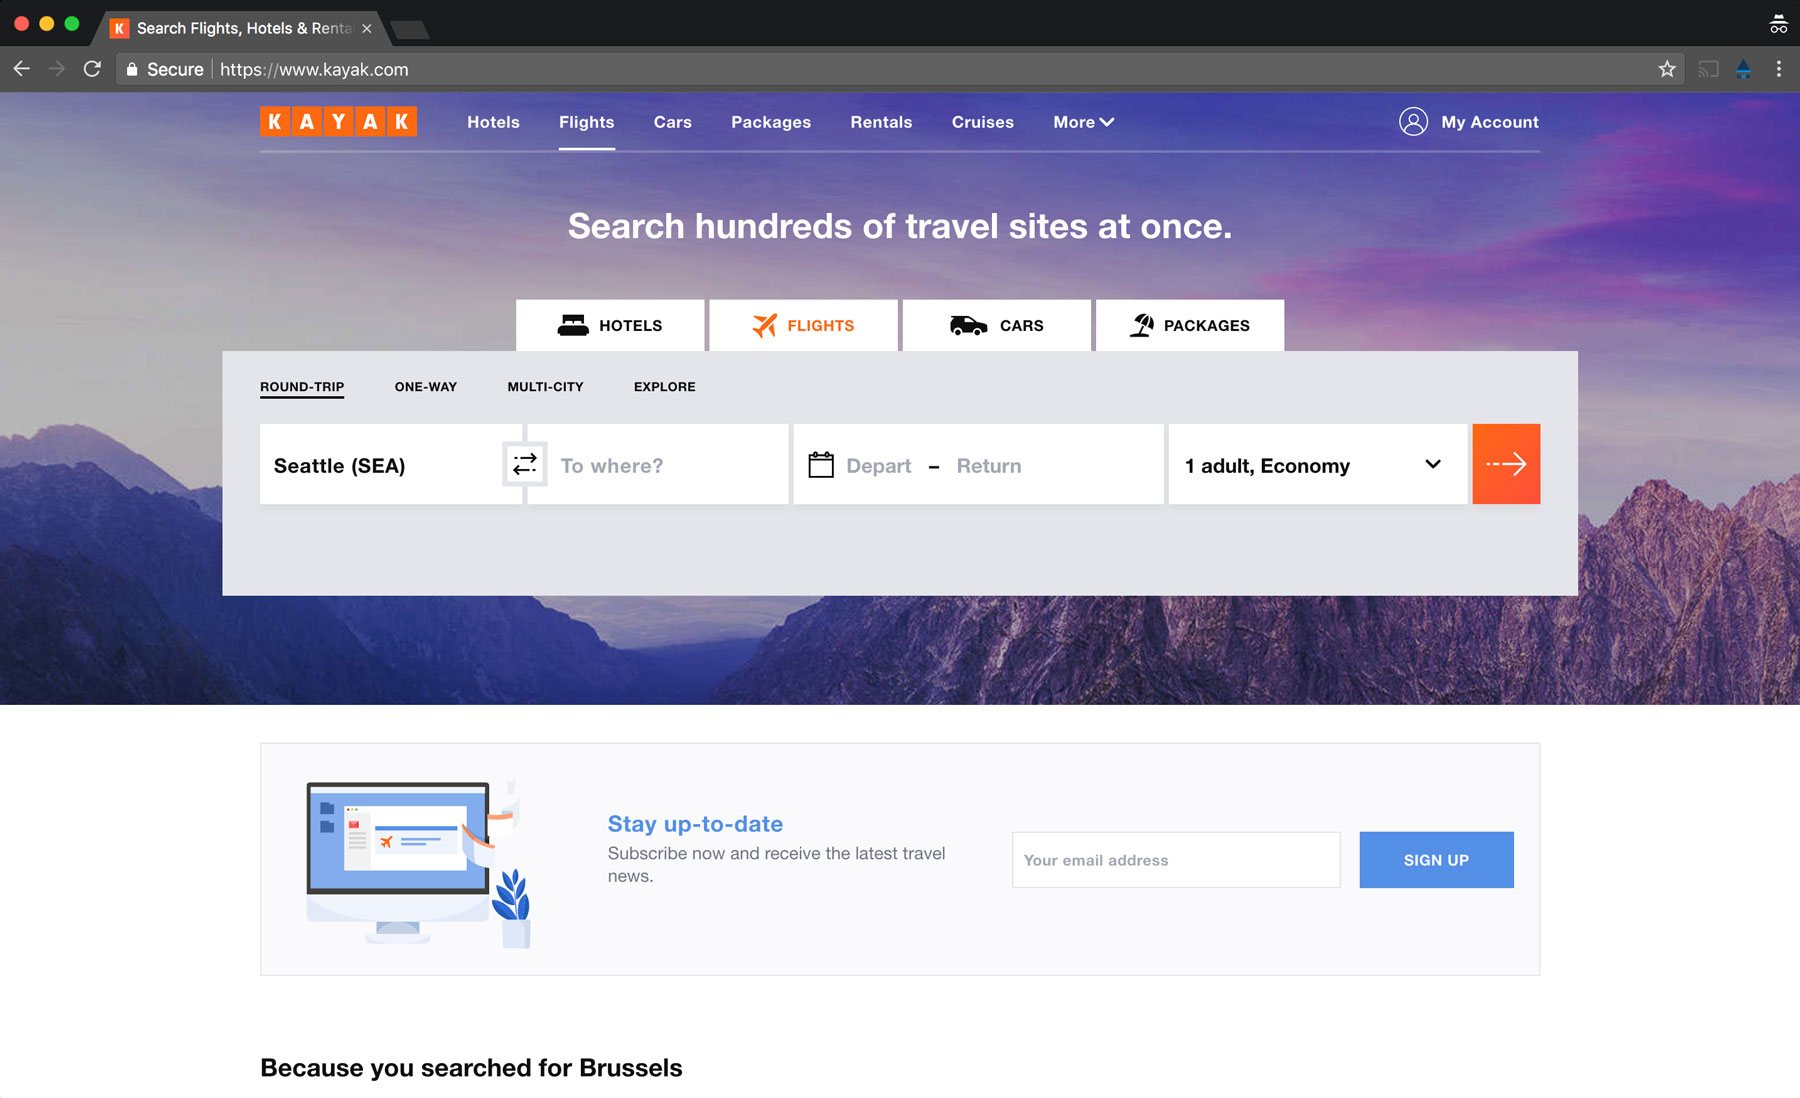 K Search Flights, Hotels & Renta
Secure https://www.kayak.com
KAYAK Hotels Flights Cars Packages Rentals Cruises More My Account
Search hundreds of travel sites at once.
HOTELS FLIGHTS CARS PACKAGES
ROUND-TRIP ONE-WAY MULTI-CITY EXPLORE
Seattle (SEA) To where? Depart – Return 1 adult, Economy
Stay up-to-date
Subscribe now and receive the latest travel
news.
Your email address SIGN UP
Because you searched for Brussels